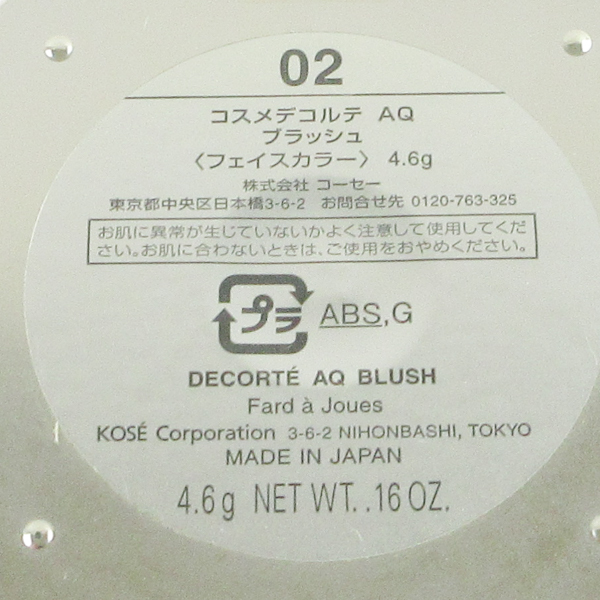 02
コスメデコルテ AQ
ブラッシュ
〈フェイスカラー〉 4.6g
株式会社 コーセー
東京都中央区日本橋3-6-2 お問合せ先 0120-763-325
お肌に異常が生じていないかよく注意して使用してくだ
さい。お肌に合わないときは、ご使用をおやめください。
プラ ABS,G
DECORTÉ AQ BLUSH
Fard à Joues
KOSÉ Corporation 3-6-2 NIHONBASHI, TOKYO
MADE IN JAPAN
4.6g NET WT. .16 OZ.